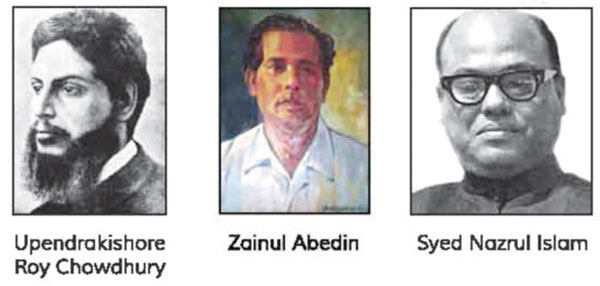 Upendrakishore
Roy Chowdhury
Zainul Abedin
Syed Nazrul Islam